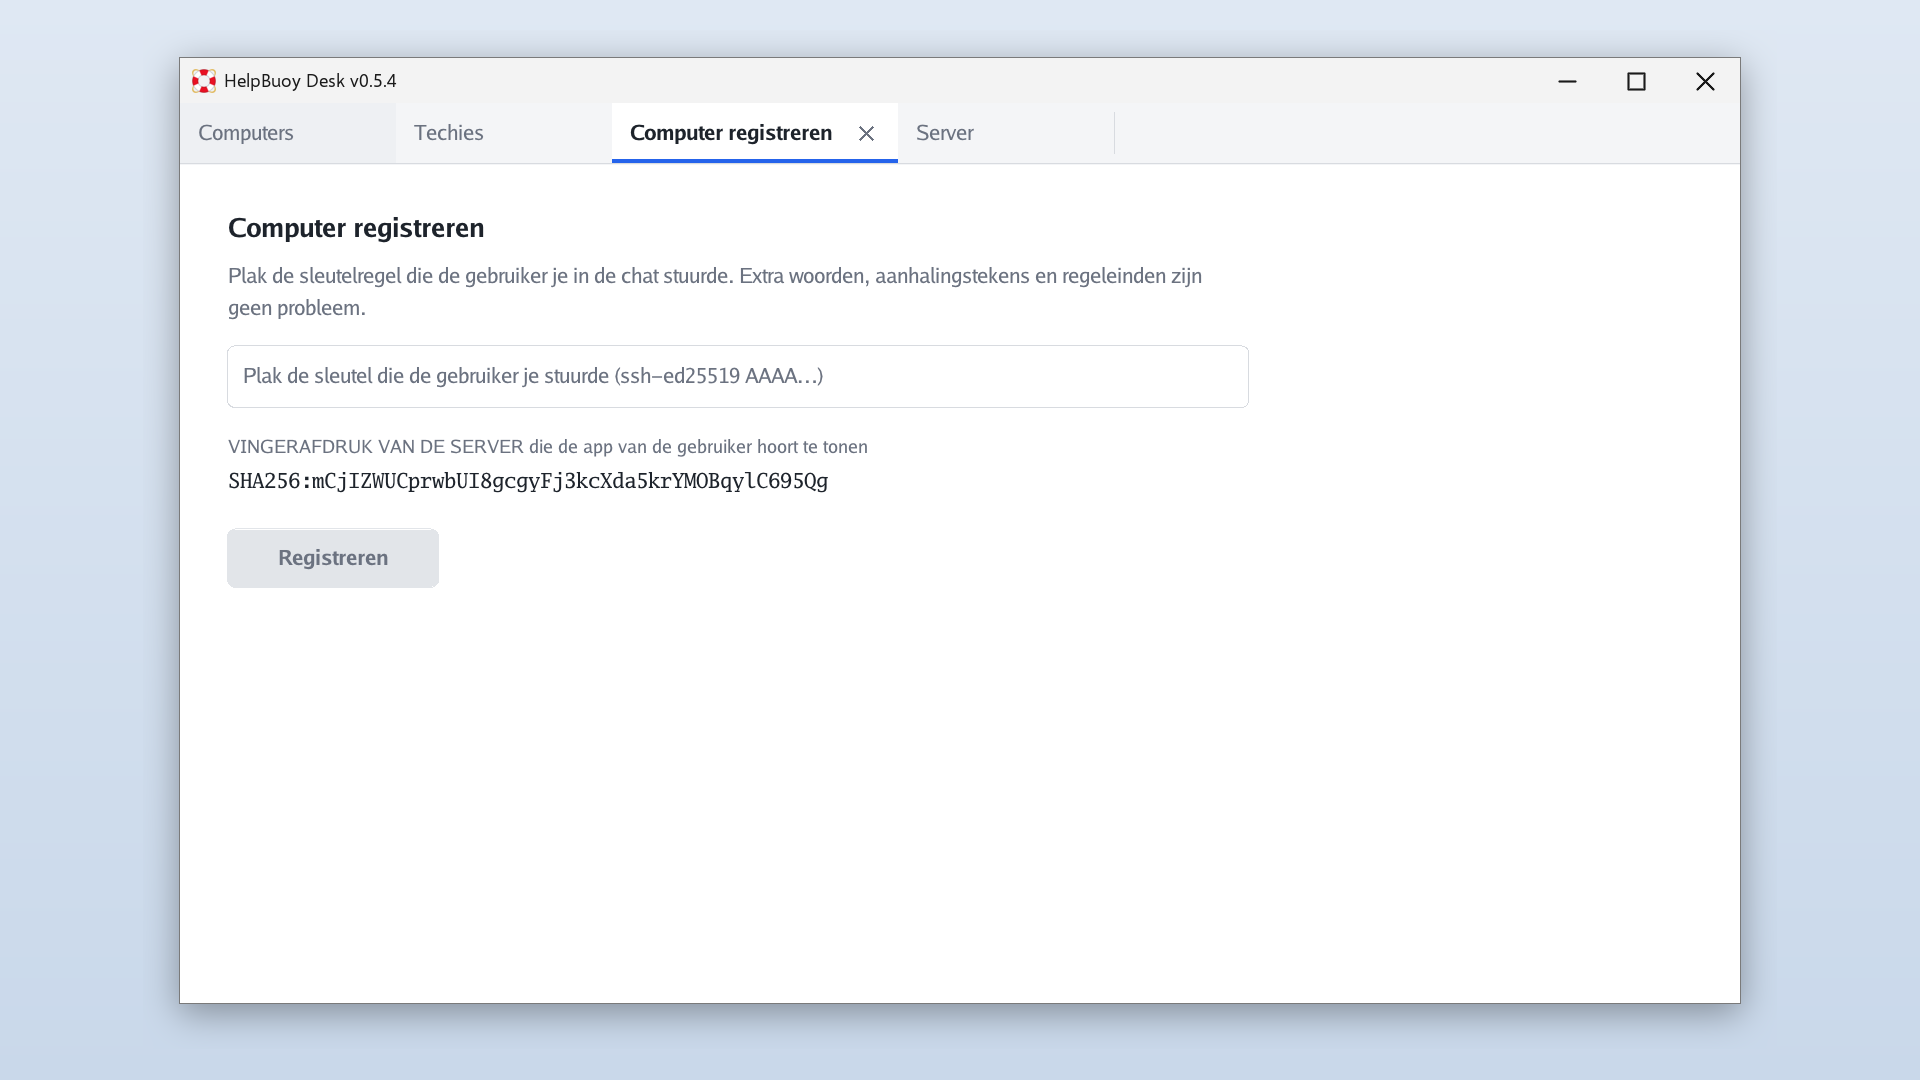 HelpBuoy Desk v0.5.4
Computers
Techies
Computer registreren
Server
Computer registreren
Plak de sleutelregel die de gebruiker je in de chat stuurde. Extra woorden, aanhalingstekens en regeleinden zijn
geen probleem.
Plak de sleutel die de gebruiker je stuurde (ssh-ed25519 AAAA...)
VINGERAFDRUK VAN DE SERVER die de app van de gebruiker hoort te tonen
SHA256:mCjIZWUCprwbUI8gcgyFj3kcXda5krYMOBqylC695Qg
Registreren